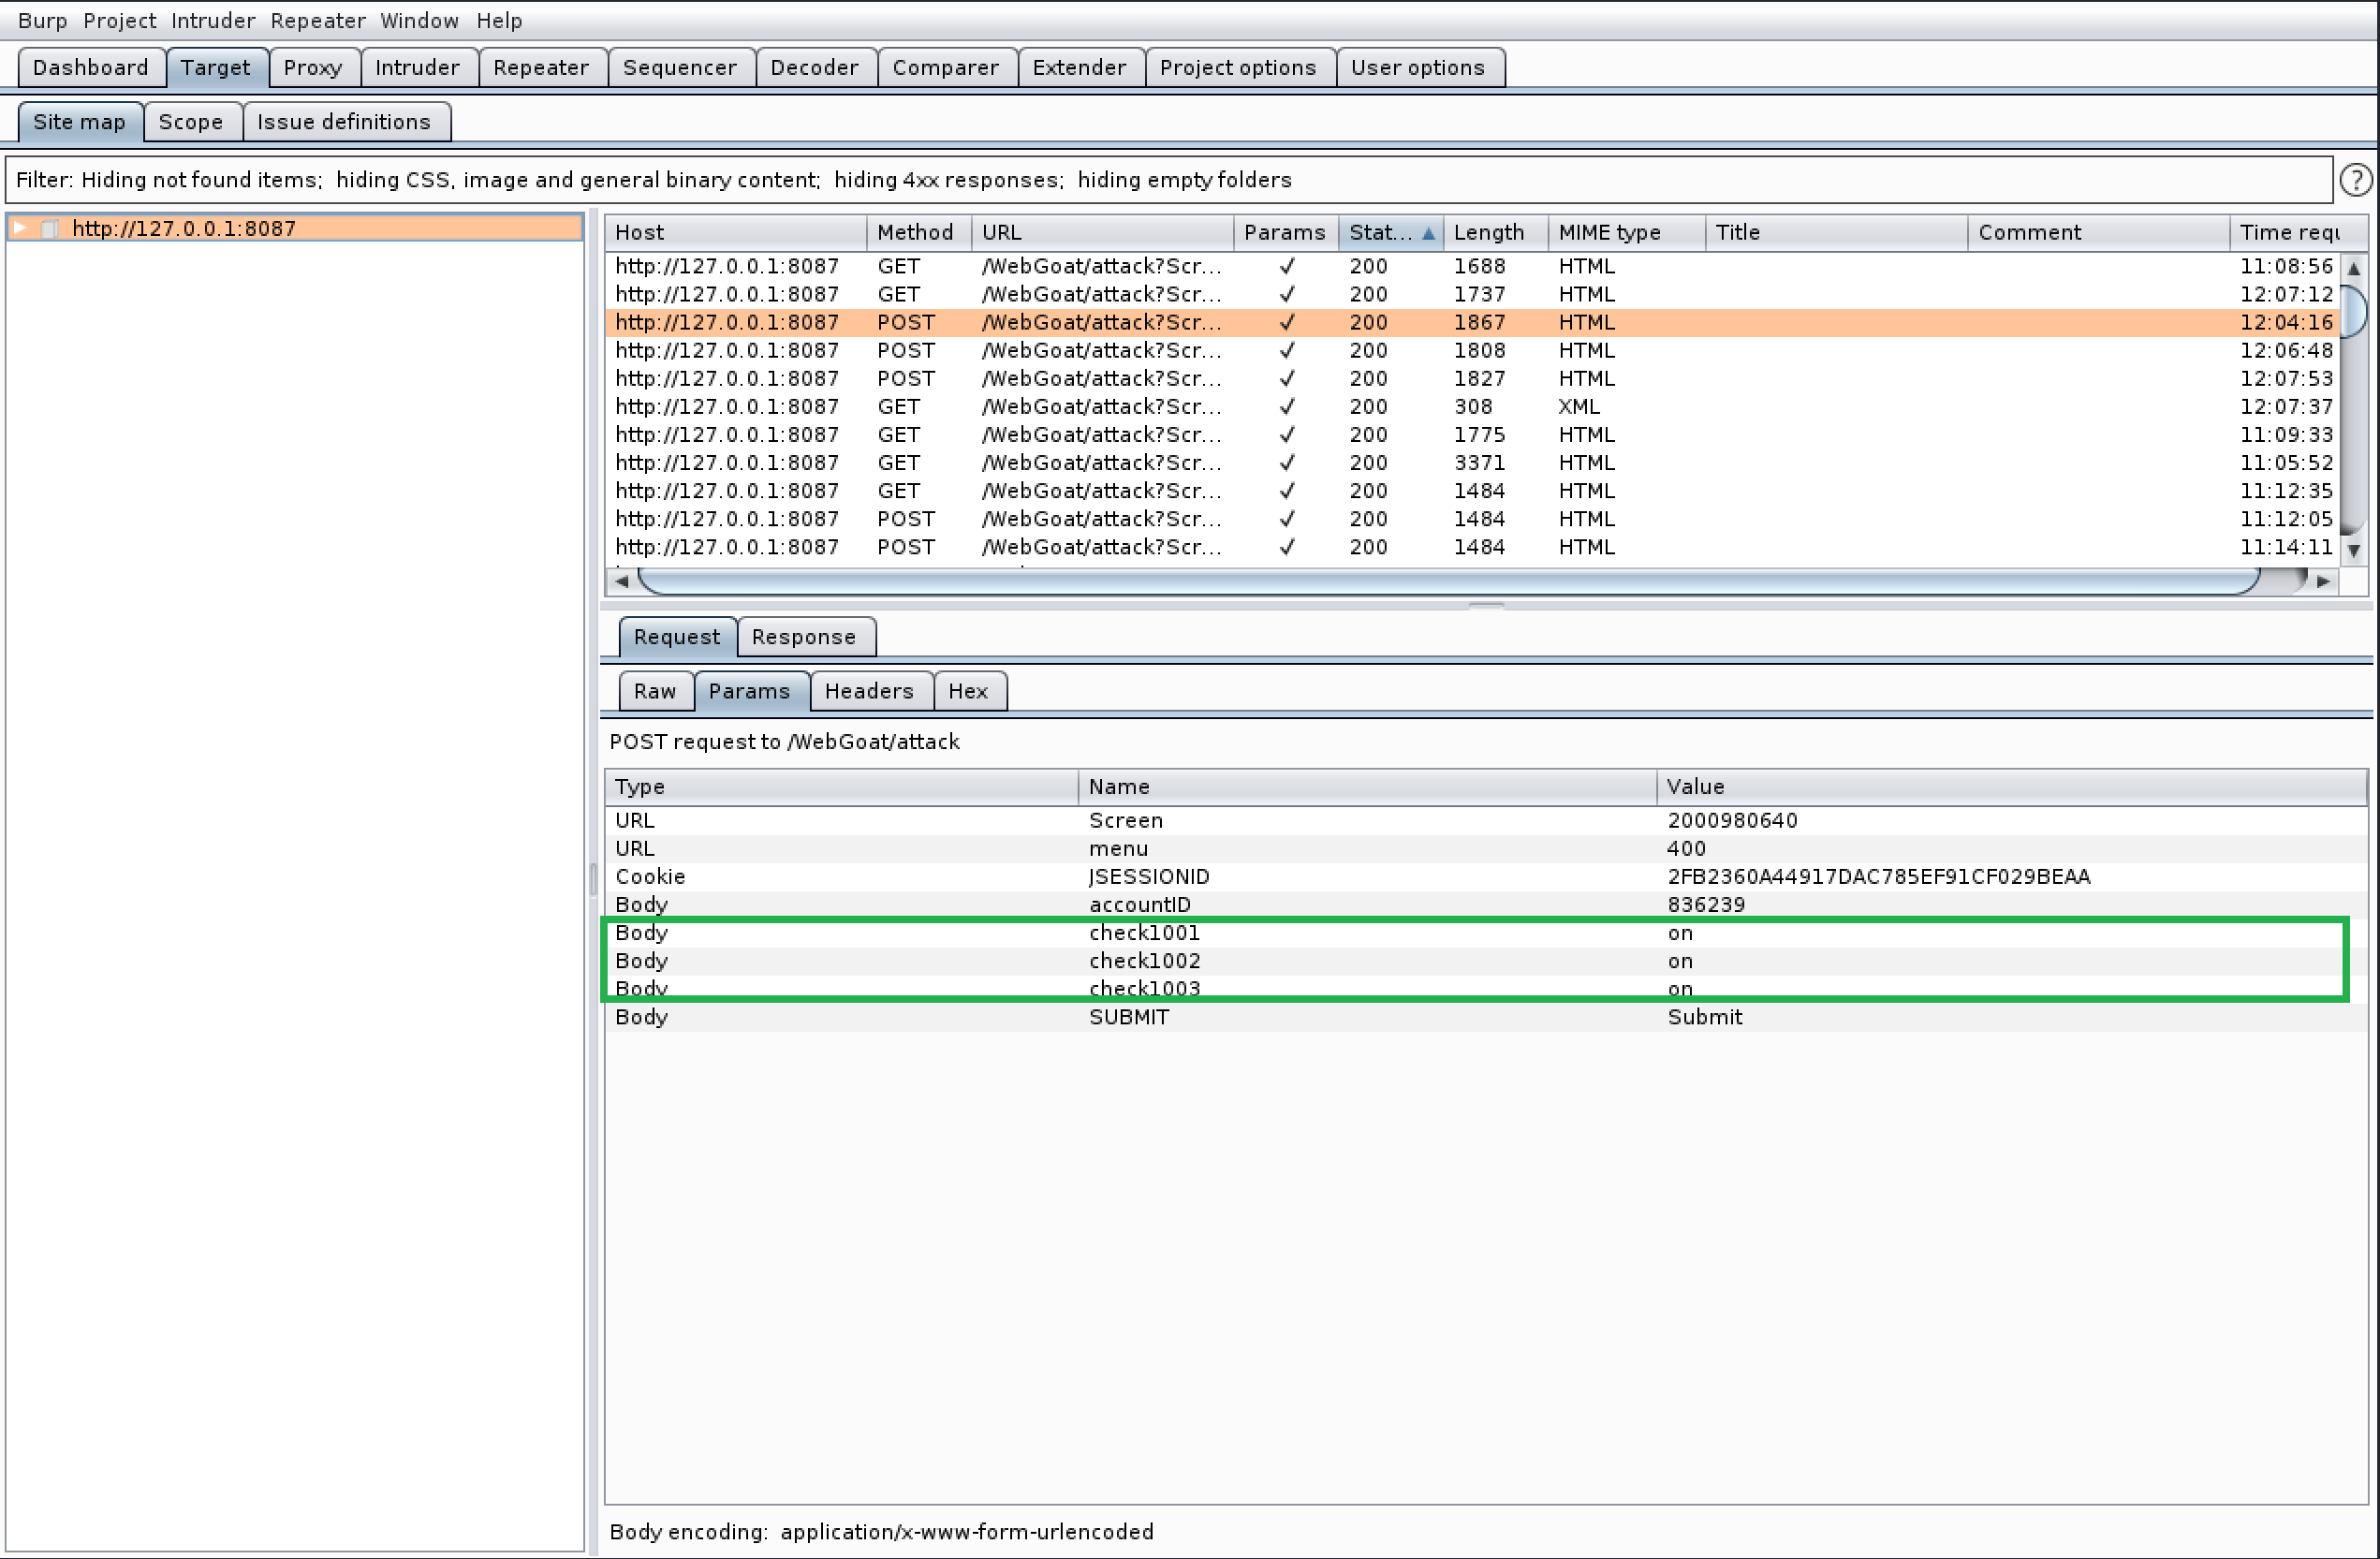 Burp Project Intruder Repeater Window Help
Dashboard Target Proxy Intruder Repeater Sequencer Decoder Comparer Extender Project options User options
Site map Scope Issue definitions
Filter: Hiding not found items; hiding CSS, image and general binary content; hiding 4xx responses; hiding empty folders ?
http://127.0.0.1:8087
Host Method URL Params Stat... Length MIME type Title Comment Time requ
http://127.0.0.1:8087 GET /WebGoat/attack?Scr... ✓ 200 1688 HTML 11:08:56
http://127.0.0.1:8087 GET /WebGoat/attack?Scr... ✓ 200 1737 HTML 12:07:12
http://127.0.0.1:8087 POST /WebGoat/attack?Scr... ✓ 200 1867 HTML 12:04:16
http://127.0.0.1:8087 POST /WebGoat/attack?Scr... ✓ 200 1808 HTML 12:06:48
http://127.0.0.1:8087 POST /WebGoat/attack?Scr... ✓ 200 1827 HTML 12:07:53
http://127.0.0.1:8087 GET /WebGoat/attack?Scr... ✓ 200 308 XML 12:07:37
http://127.0.0.1:8087 GET /WebGoat/attack?Scr... ✓ 200 1775 HTML 11:09:33
http://127.0.0.1:8087 GET /WebGoat/attack?Scr... ✓ 200 3371 HTML 11:05:52
http://127.0.0.1:8087 GET /WebGoat/attack?Scr... ✓ 200 1484 HTML 11:12:35
http://127.0.0.1:8087 POST /WebGoat/attack?Scr... ✓ 200 1484 HTML 11:12:05
http://127.0.0.1:8087 POST /WebGoat/attack?Scr... ✓ 200 1484 HTML 11:14:11
Request Response
Raw Params Headers Hex
POST request to /WebGoat/attack
Type Name Value
URL Screen 2000980640
URL menu 400
Cookie JSESSIONID 2FB2360A44917DAC785EF91CF029BEAA
Body accountID 836239
Body check1001 on
Body check1002 on
Body check1003 on
Body SUBMIT Submit
Body encoding: application/x-www-form-urlencoded